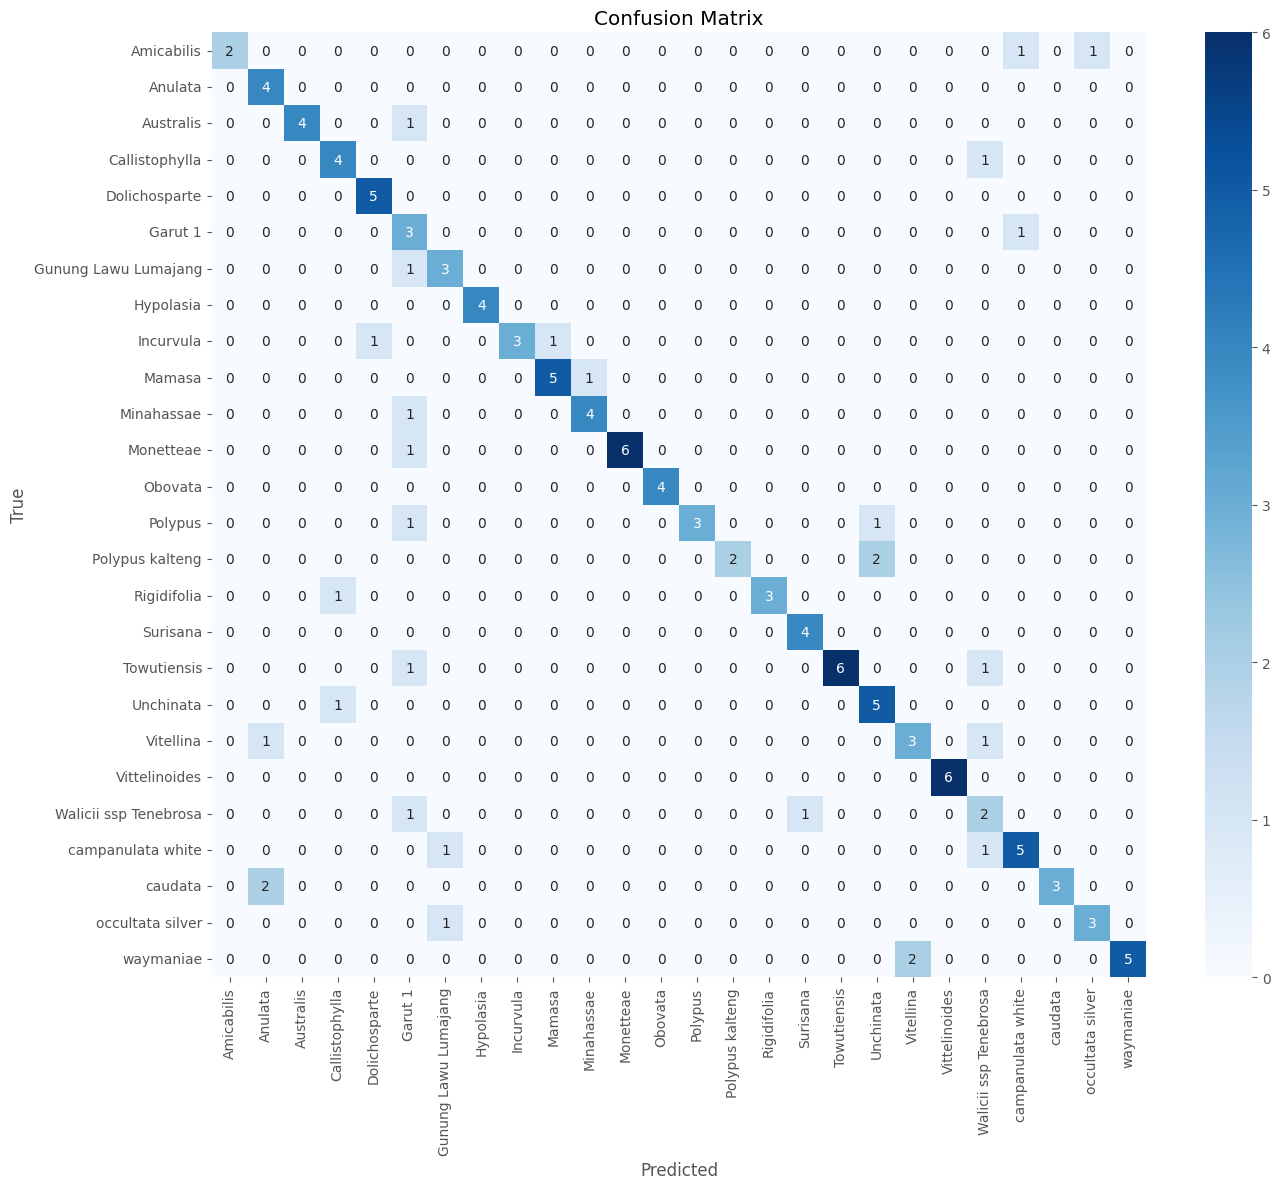 Confusion Matrix
Amicabilis 2 0 0 0 0 0 0 0 0 0 0 0 0 0 0 0 0 0 0 0 0 0 1 0 1 0
Anulata 0 4 0 0 0 0 0 0 0 0 0 0 0 0 0 0 0 0 0 0 0 0 0 0 0 0
Australis 0 0 4 0 0 1 0 0 0 0 0 0 0 0 0 0 0 0 0 0 0 0 0 0 0 0
Callistophylla 0 0 0 4 0 0 0 0 0 0 0 0 0 0 0 0 0 0 0 0 0 1 0 0 0 0
Dolichosparte 0 0 0 0 5 0 0 0 0 0 0 0 0 0 0 0 0 0 0 0 0 0 0 0 0 0
Garut 1 0 0 0 0 0 3 0 0 0 0 0 0 0 0 0 0 0 0 0 0 0 0 1 0 0 0
Gunung Lawu Lumajang 0 0 0 0 0 1 3 0 0 0 0 0 0 0 0 0 0 0 0 0 0 0 0 0 0 0
Hypolasia 0 0 0 0 0 0 0 4 0 0 0 0 0 0 0 0 0 0 0 0 0 0 0 0 0 0
Incurvula 0 0 0 0 1 0 0 0 3 1 0 0 0 0 0 0 0 0 0 0 0 0 0 0 0 0
Mamasa 0 0 0 0 0 0 0 0 0 5 1 0 0 0 0 0 0 0 0 0 0 0 0 0 0 0
Minahassae 0 0 0 0 0 1 0 0 0 0 4 0 0 0 0 0 0 0 0 0 0 0 0 0 0 0
Monetteae 0 0 0 0 0 1 0 0 0 0 0 6 0 0 0 0 0 0 0 0 0 0 0 0 0 0
Obovata 0 0 0 0 0 0 0 0 0 0 0 0 4 0 0 0 0 0 0 0 0 0 0 0 0 0
Polypus 0 0 0 0 0 1 0 0 0 0 0 0 0 3 0 0 0 0 1 0 0 0 0 0 0 0
Polypus kalteng 0 0 0 0 0 0 0 0 0 0 0 0 0 0 2 0 0 0 2 0 0 0 0 0 0 0
Rigidifolia 0 0 0 1 0 0 0 0 0 0 0 0 0 0 0 3 0 0 0 0 0 0 0 0 0 0
Surisana 0 0 0 0 0 0 0 0 0 0 0 0 0 0 0 0 4 0 0 0 0 0 0 0 0 0
Towutiensis 0 0 0 0 0 1 0 0 0 0 0 0 0 0 0 0 0 6 0 0 0 1 0 0 0 0
Unchinata 0 0 0 1 0 0 0 0 0 0 0 0 0 0 0 0 0 0 5 0 0 0 0 0 0 0
Vitellina 0 1 0 0 0 0 0 0 0 0 0 0 0 0 0 0 0 0 0 3 0 1 0 0 0 0
Vittelinoides 0 0 0 0 0 0 0 0 0 0 0 0 0 0 0 0 0 0 0 0 6 0 0 0 0 0
Walicii ssp Tenebrosa 0 0 0 0 0 1 0 0 0 0 0 0 0 0 0 0 1 0 0 0 0 2 0 0 0 0
campanulata white 0 0 0 0 0 0 1 0 0 0 0 0 0 0 0 0 0 0 0 0 0 1 5 0 0 0
caudata 0 2 0 0 0 0 0 0 0 0 0 0 0 0 0 0 0 0 0 0 0 0 0 3 0 0
occultata silver 0 0 0 0 0 0 1 0 0 0 0 0 0 0 0 0 0 0 0 0 0 0 0 0 3 0
waymaniae 0 0 0 0 0 0 0 0 0 0 0 0 0 0 0 0 0 0 0 2 0 0 0 0 0 5
True
Amicabilis
Anulata
Australis
Callistophylla
Dolichosparte
Garut 1
Gunung Lawu Lumajang
Hypolasia
Incurvula
Mamasa
Minahassae
Monetteae
Obovata
Polypus
Polypus kalteng
Rigidifolia
Surisana
Towutiensis
Unchinata
Vitellina
Vittelinoides
Walicii ssp Tenebrosa
campanulata white
caudata
occultata silver
waymaniae
Predicted
6
5
4
3
2
1
0